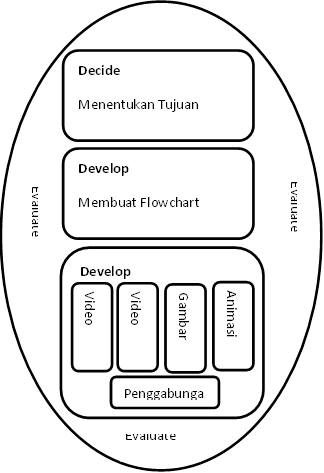 Decide
Menentukan Tujuan
Develop
Membuat Flowchart
Evaluate
Evaluate
Develop
Video
Video
Gambar
Animasi
Penggabunga
Evaluate